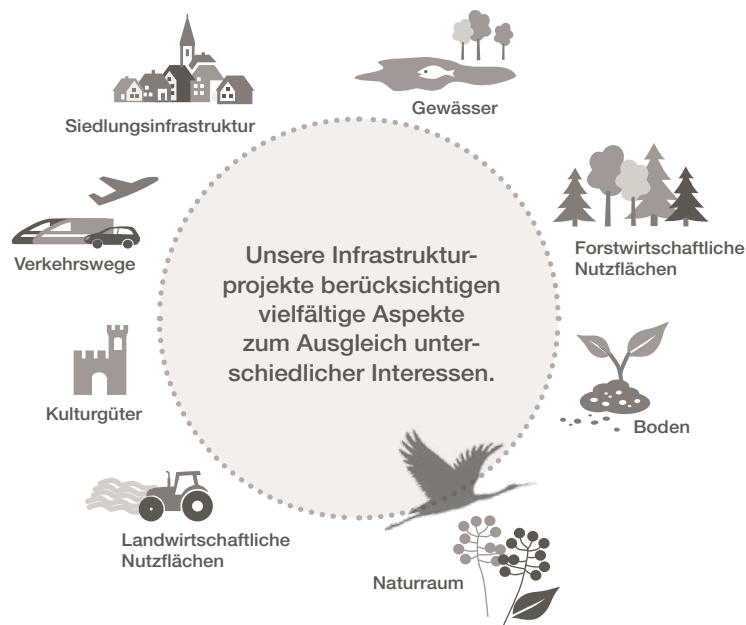 Siedlungsinfrastruktur
Gewässer
Verkehrswege
Forstwirtschaftliche
Nutzflächen
Unsere Infrastruktur-
projekte berücksichtigen
vielfältige Aspekte
zum Ausgleich unter-
schiedlicher Interessen.
Kulturgüter
Boden
Landwirtschaftliche
Nutzflächen
Naturraum